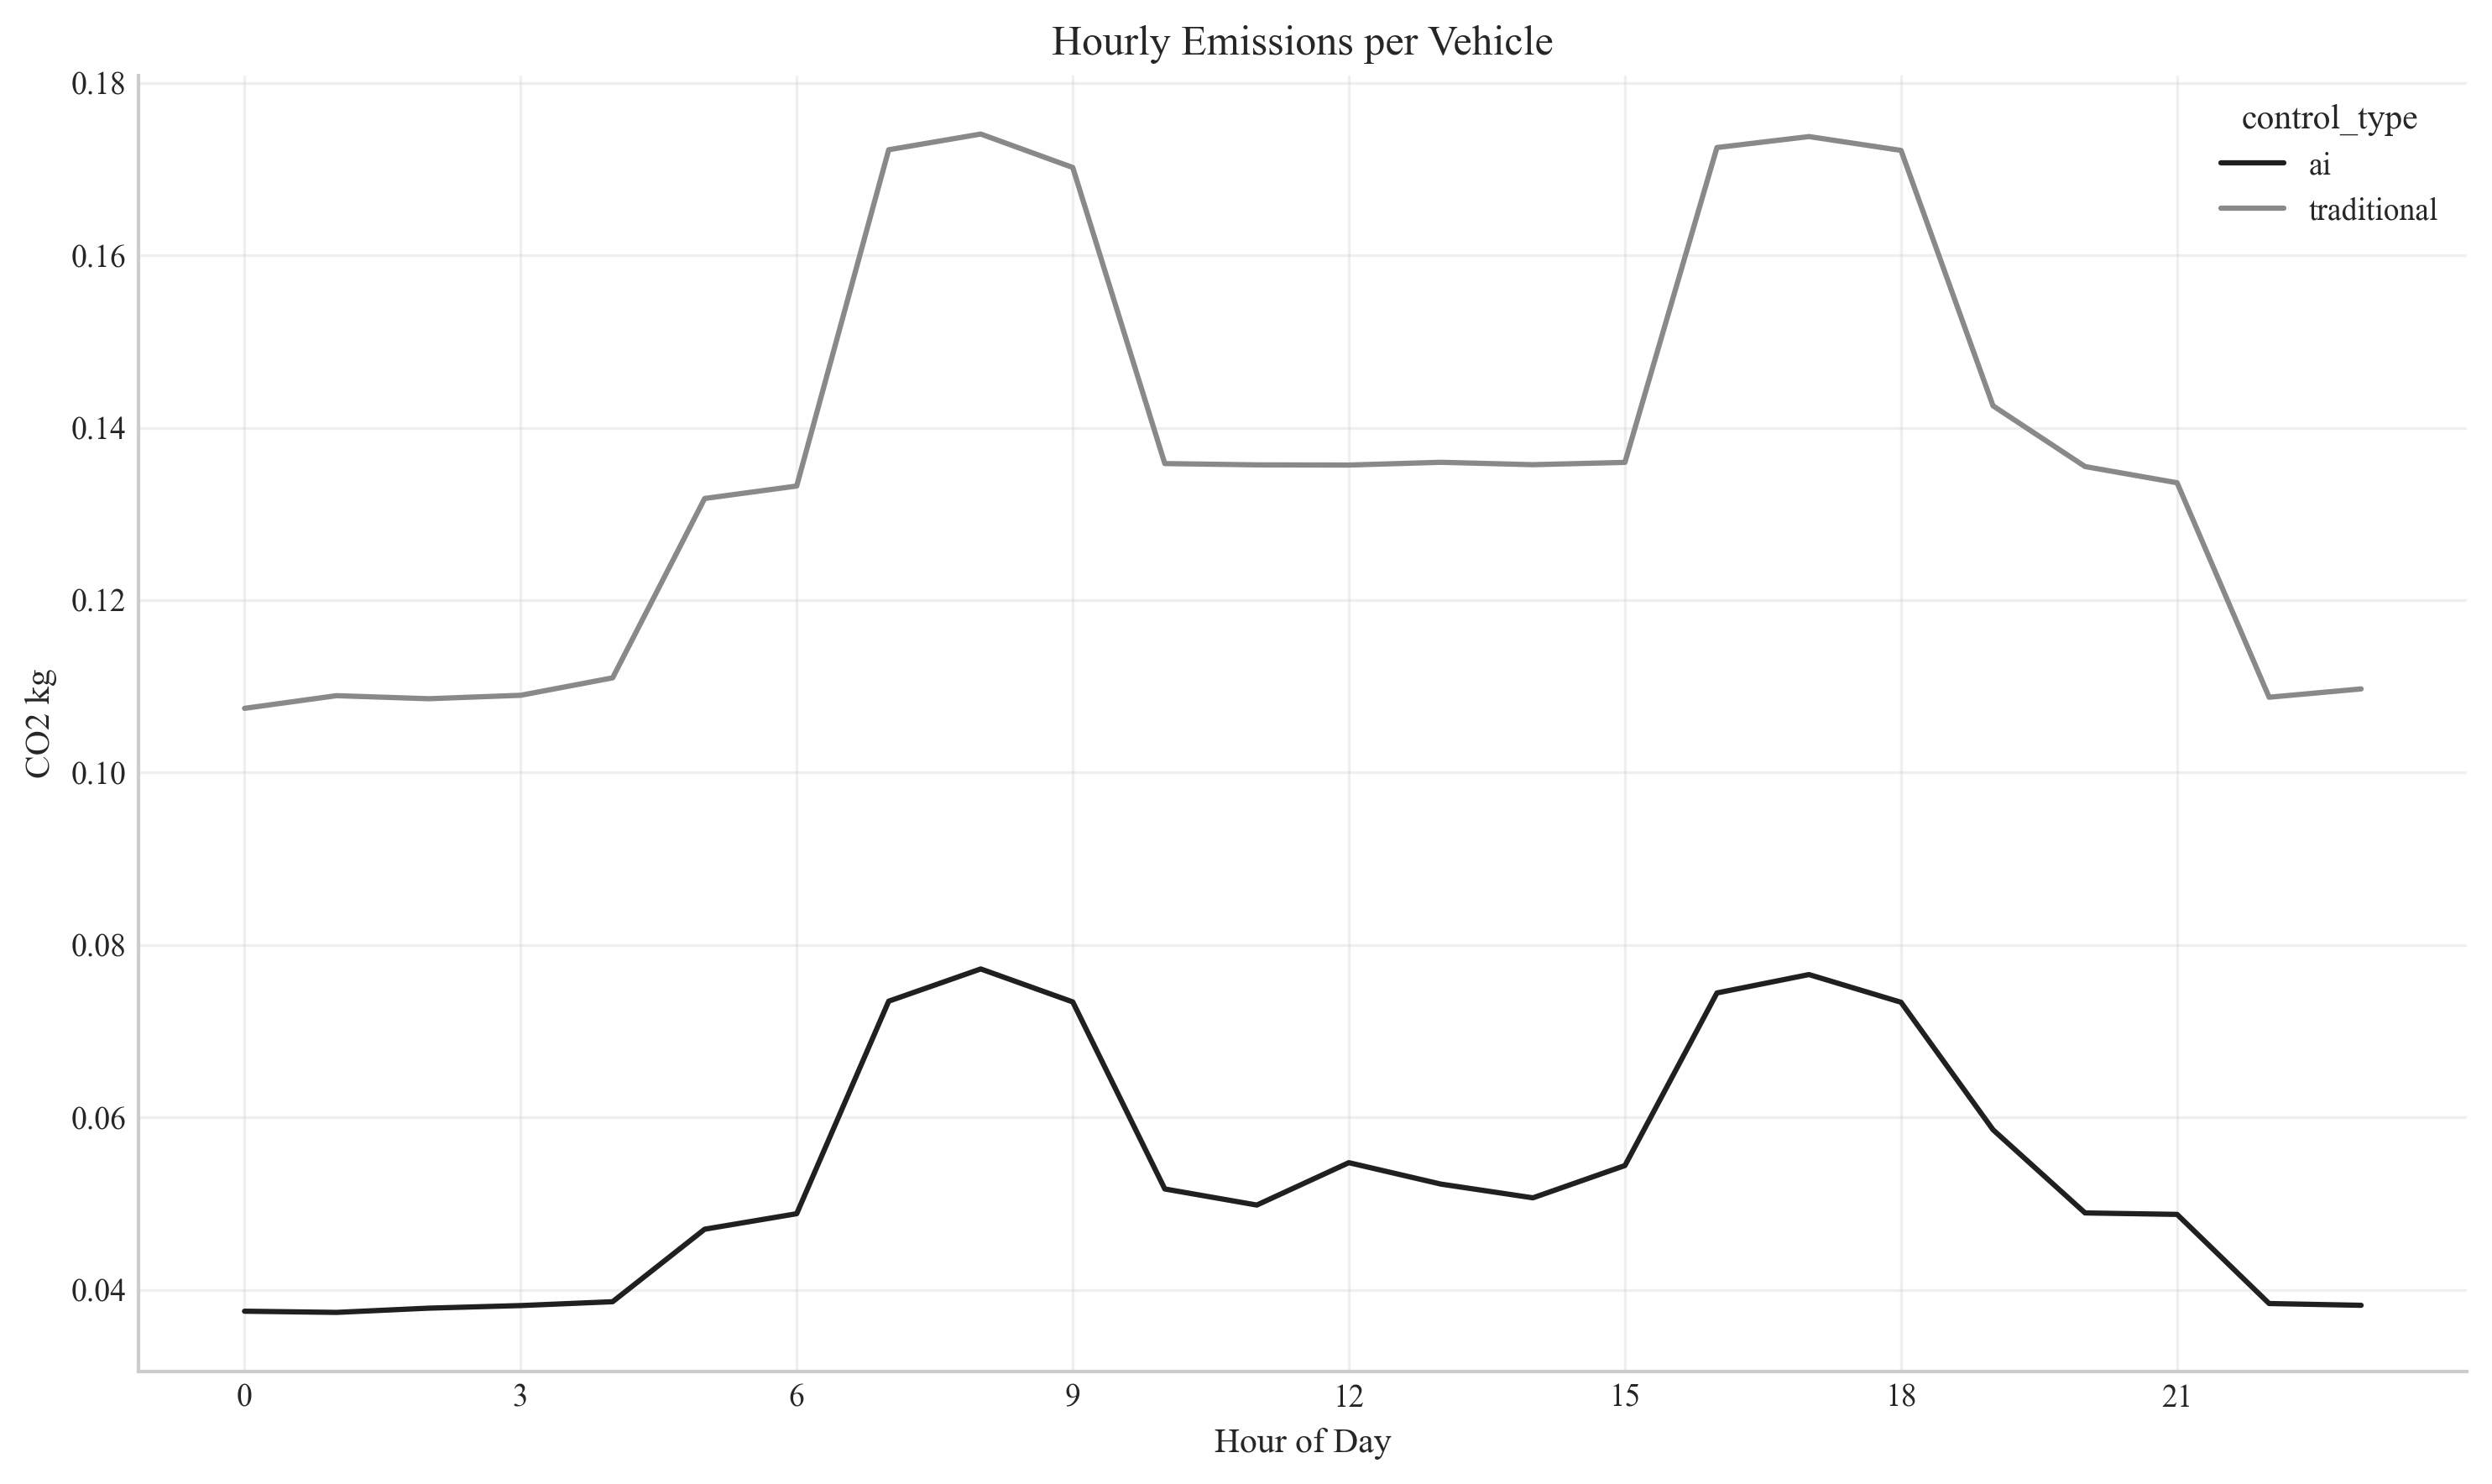 Hourly Emissions per Vehicle
control_type
ai
traditional
0.18
0.16
0.14
0.12
0.10
0.08
0.06
0.04
CO2 kg
0 3 6 9 12 15 18 21
Hour of Day